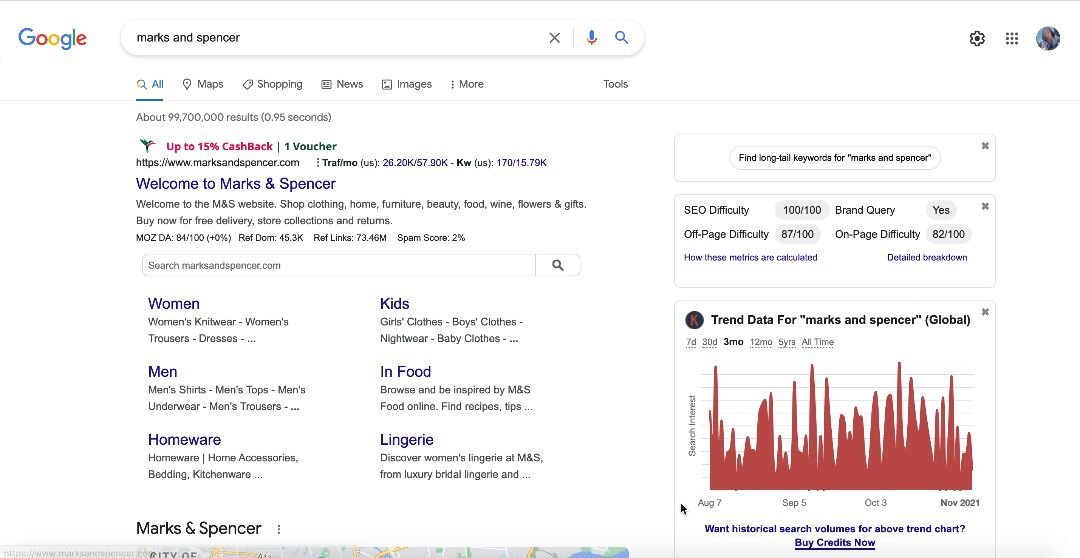 Google
marks and spencer
All Maps Shopping News Images More Tools
About 99,700,000 results (0.95 seconds)
Up to 15% CashBack | 1 Voucher
https://www.marksandspencer.com Traf/mo (us): 26.20K/57.90K - Kw (us): 170/15.79K
Welcome to Marks & Spencer
Welcome to the M&S website. Shop clothing, home, furniture, beauty, food, wine, flowers & gifts.
Buy now for free delivery, store collections and returns.
MOZ DA: 84/100 (+0%) Ref Dom: 45.3K Ref Links: 73.46M Spam Score: 2%
Search marksandspencer.com
Women
Women's Knitwear - Women's
Trousers - Dresses - ...
Kids
Girls' Clothes - Boys' Clothes -
Nightwear - Baby Clothes - ...
Men
Men's Shirts - Men's Tops - Men's
Underwear - Men's Trousers - ...
In Food
Browse and be inspired by M&S
Food online. Find recipes, tips ...
Homeware
Homeware | Home Accessories,
Bedding, Kitchenware ...
Lingerie
Discover women's lingerie at M&S,
from luxury bridal lingerie and ...
Marks & Spencer
CITY OF
https://www.marksandspencer.co
Find long-tail keywords for "marks and spencer"
SEO Difficulty 100/100 Brand Query Yes
Off-Page Difficulty 87/100 On-Page Difficulty 82/100
How these metrics are calculated Detailed breakdown
K Trend Data For "marks and spencer" (Global)
7d 30d 3mo 12mo 5yrs All Time
Search Interest
Aug 7 Sep 5 Oct 3 Nov 2021
Want historical search volumes for above trend chart?
Buy Credits Now